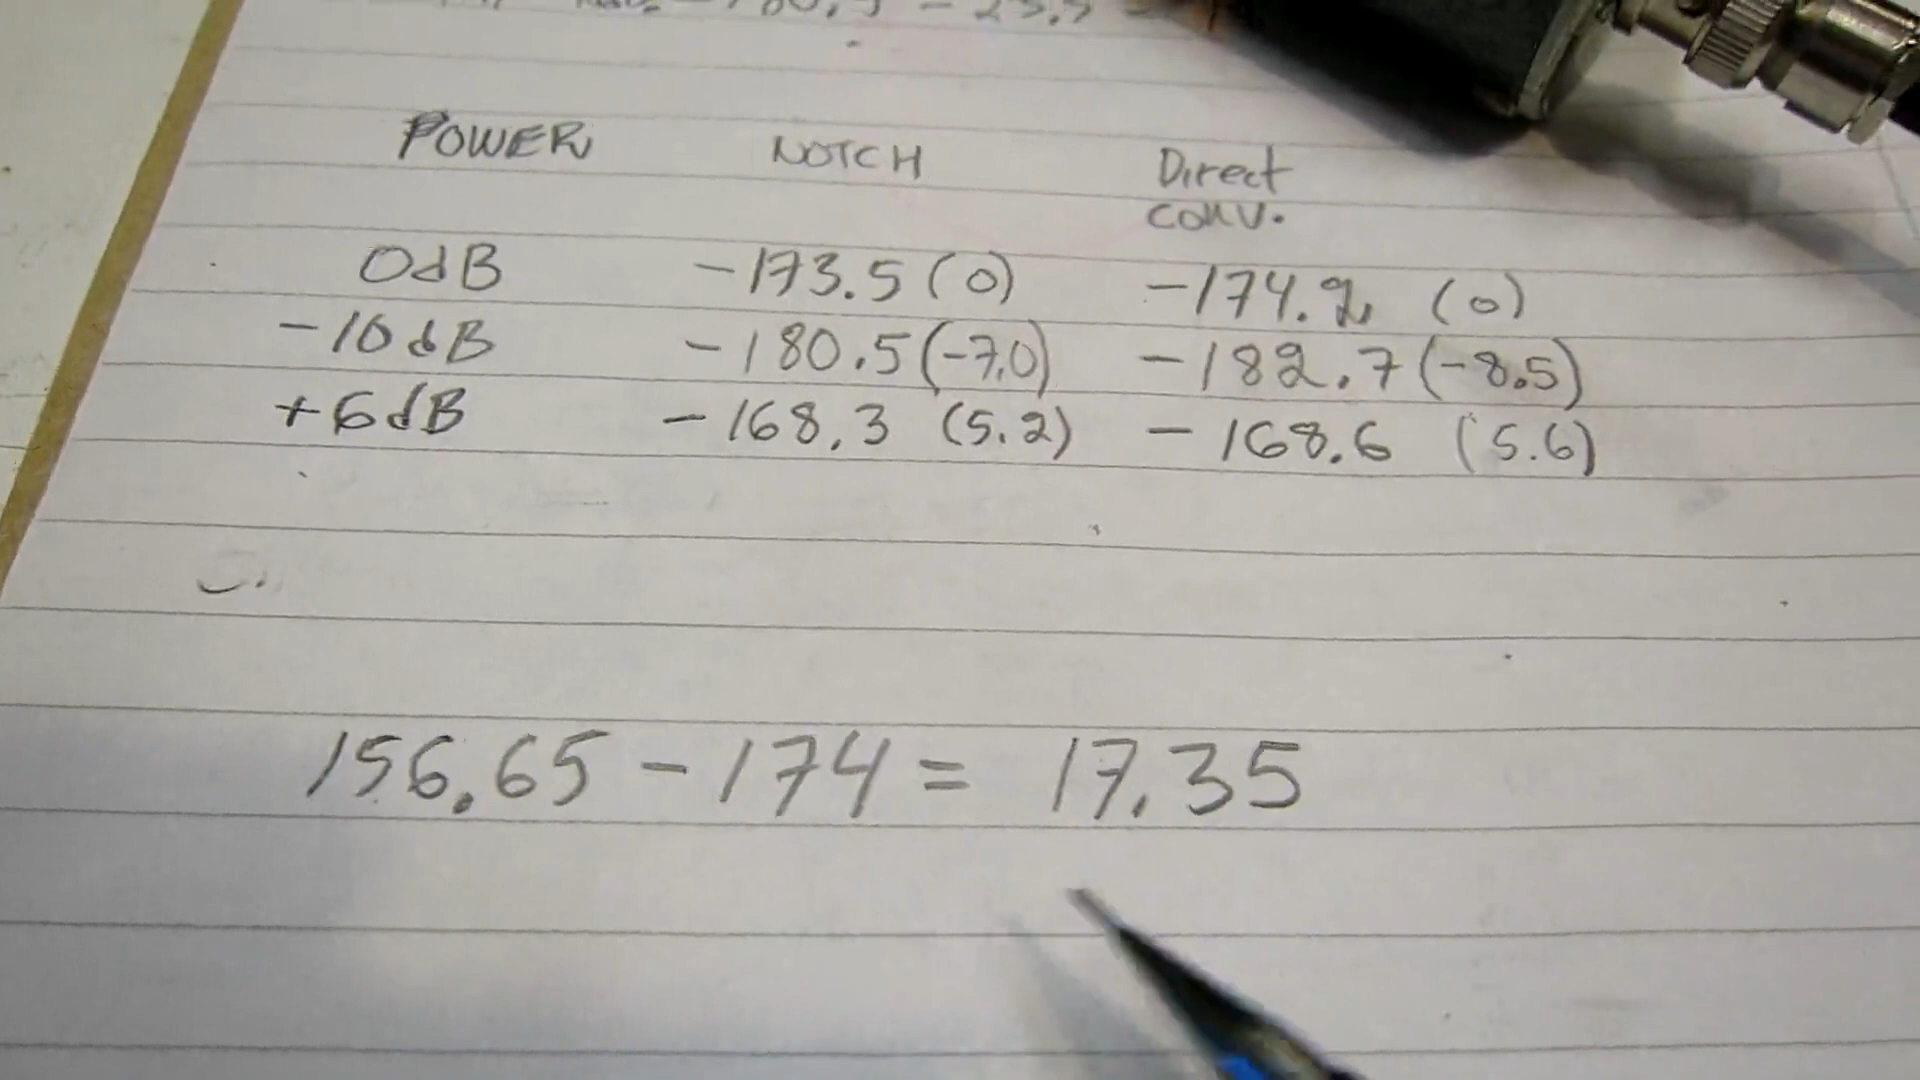 POWER NOTCH Direct conv.
0dB -173.5 (0) -174.2 (0)
-10dB -180.5 (-7.0) -182.7 (-8.5)
+6dB -168.3 (5.2) -168.6 (5.6)
156.65 - 174 = 17.35